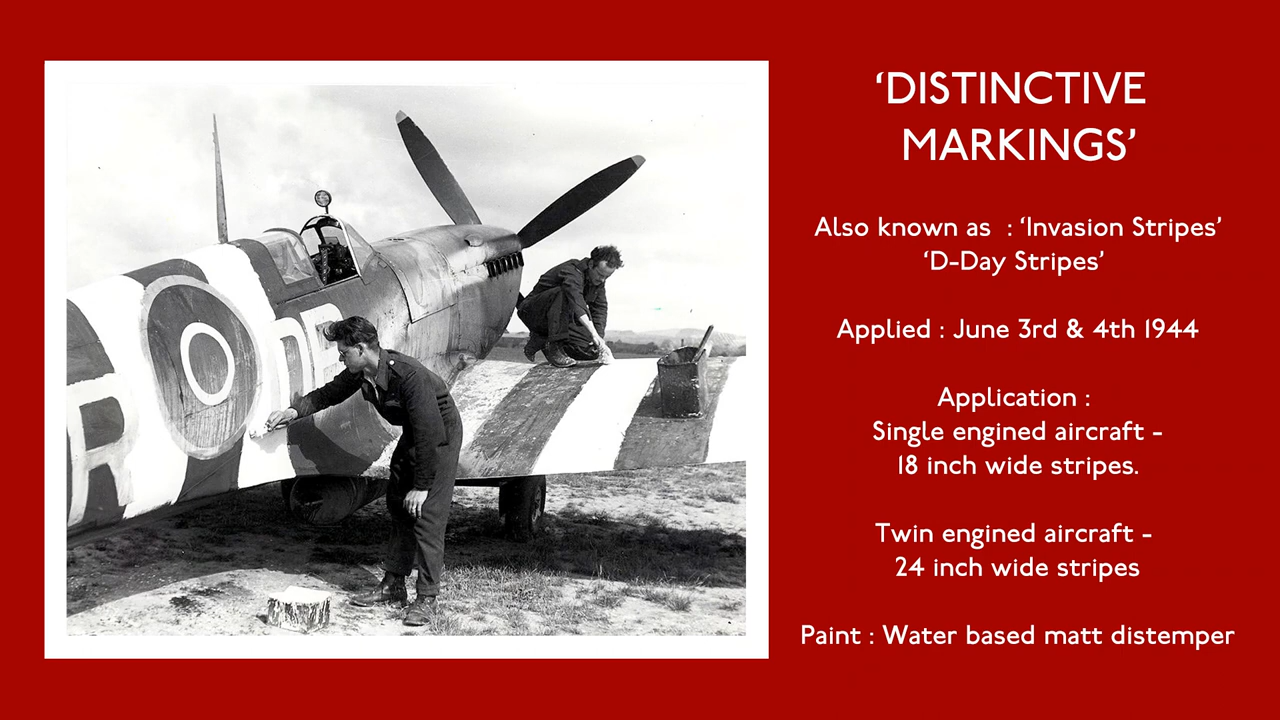 ‘DISTINCTIVE
MARKINGS’
Also known as : ‘Invasion Stripes’
‘D-Day Stripes’
Applied : June 3rd & 4th 1944
Application :
Single engined aircraft -
18 inch wide stripes.
Twin engined aircraft -
24 inch wide stripes
Paint : Water based matt distemper
R